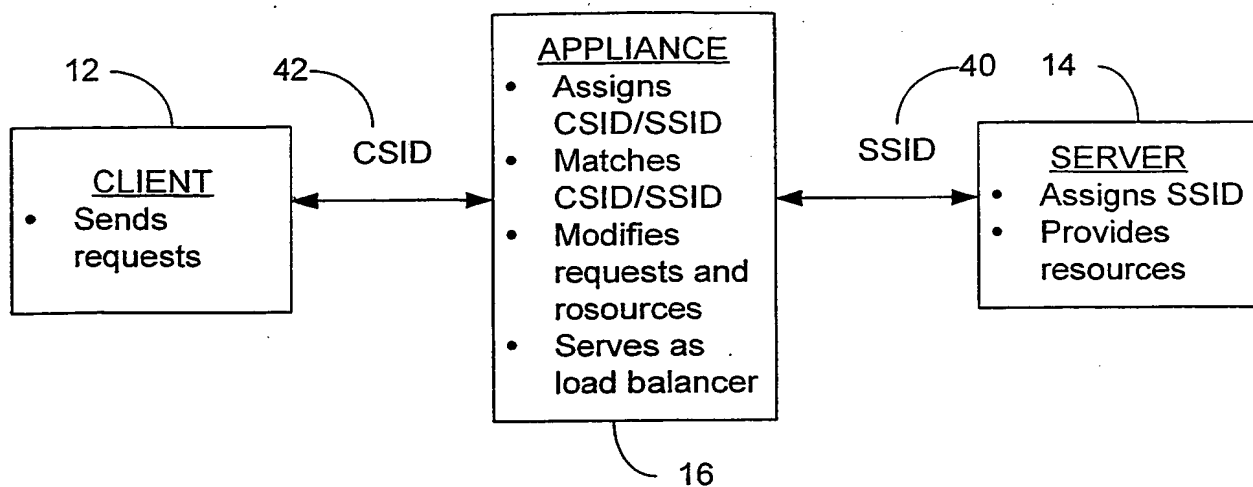 12
42
40
14
CLIENT
• Sends
requests
CSID
APPLIANCE
• Assigns
CSID/SSID
• Matches
CSID/SSID
• Modifies
requests and
rosources
• Serves as
load balancer
SSID
SERVER
• Assigns SSID
• Provides
resources
16